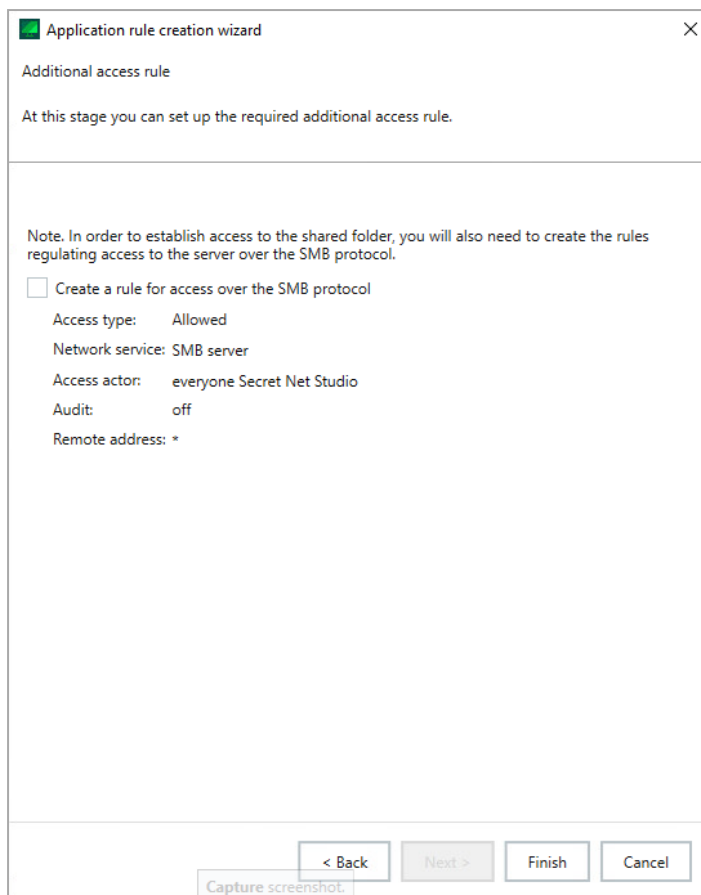 Application rule creation wizard
Additional access rule
At this stage you can set up the required additional access rule.
Note. In order to establish access to the shared folder, you will also need to create the rules
regulating access to the server over the SMB protocol.
Create a rule for access over the SMB protocol
Access type: Allowed
Network service: SMB server
Access actor: everyone Secret Net Studio
Audit: off
Remote address: *
< Back Next > Finish Cancel
Capture screenshot.